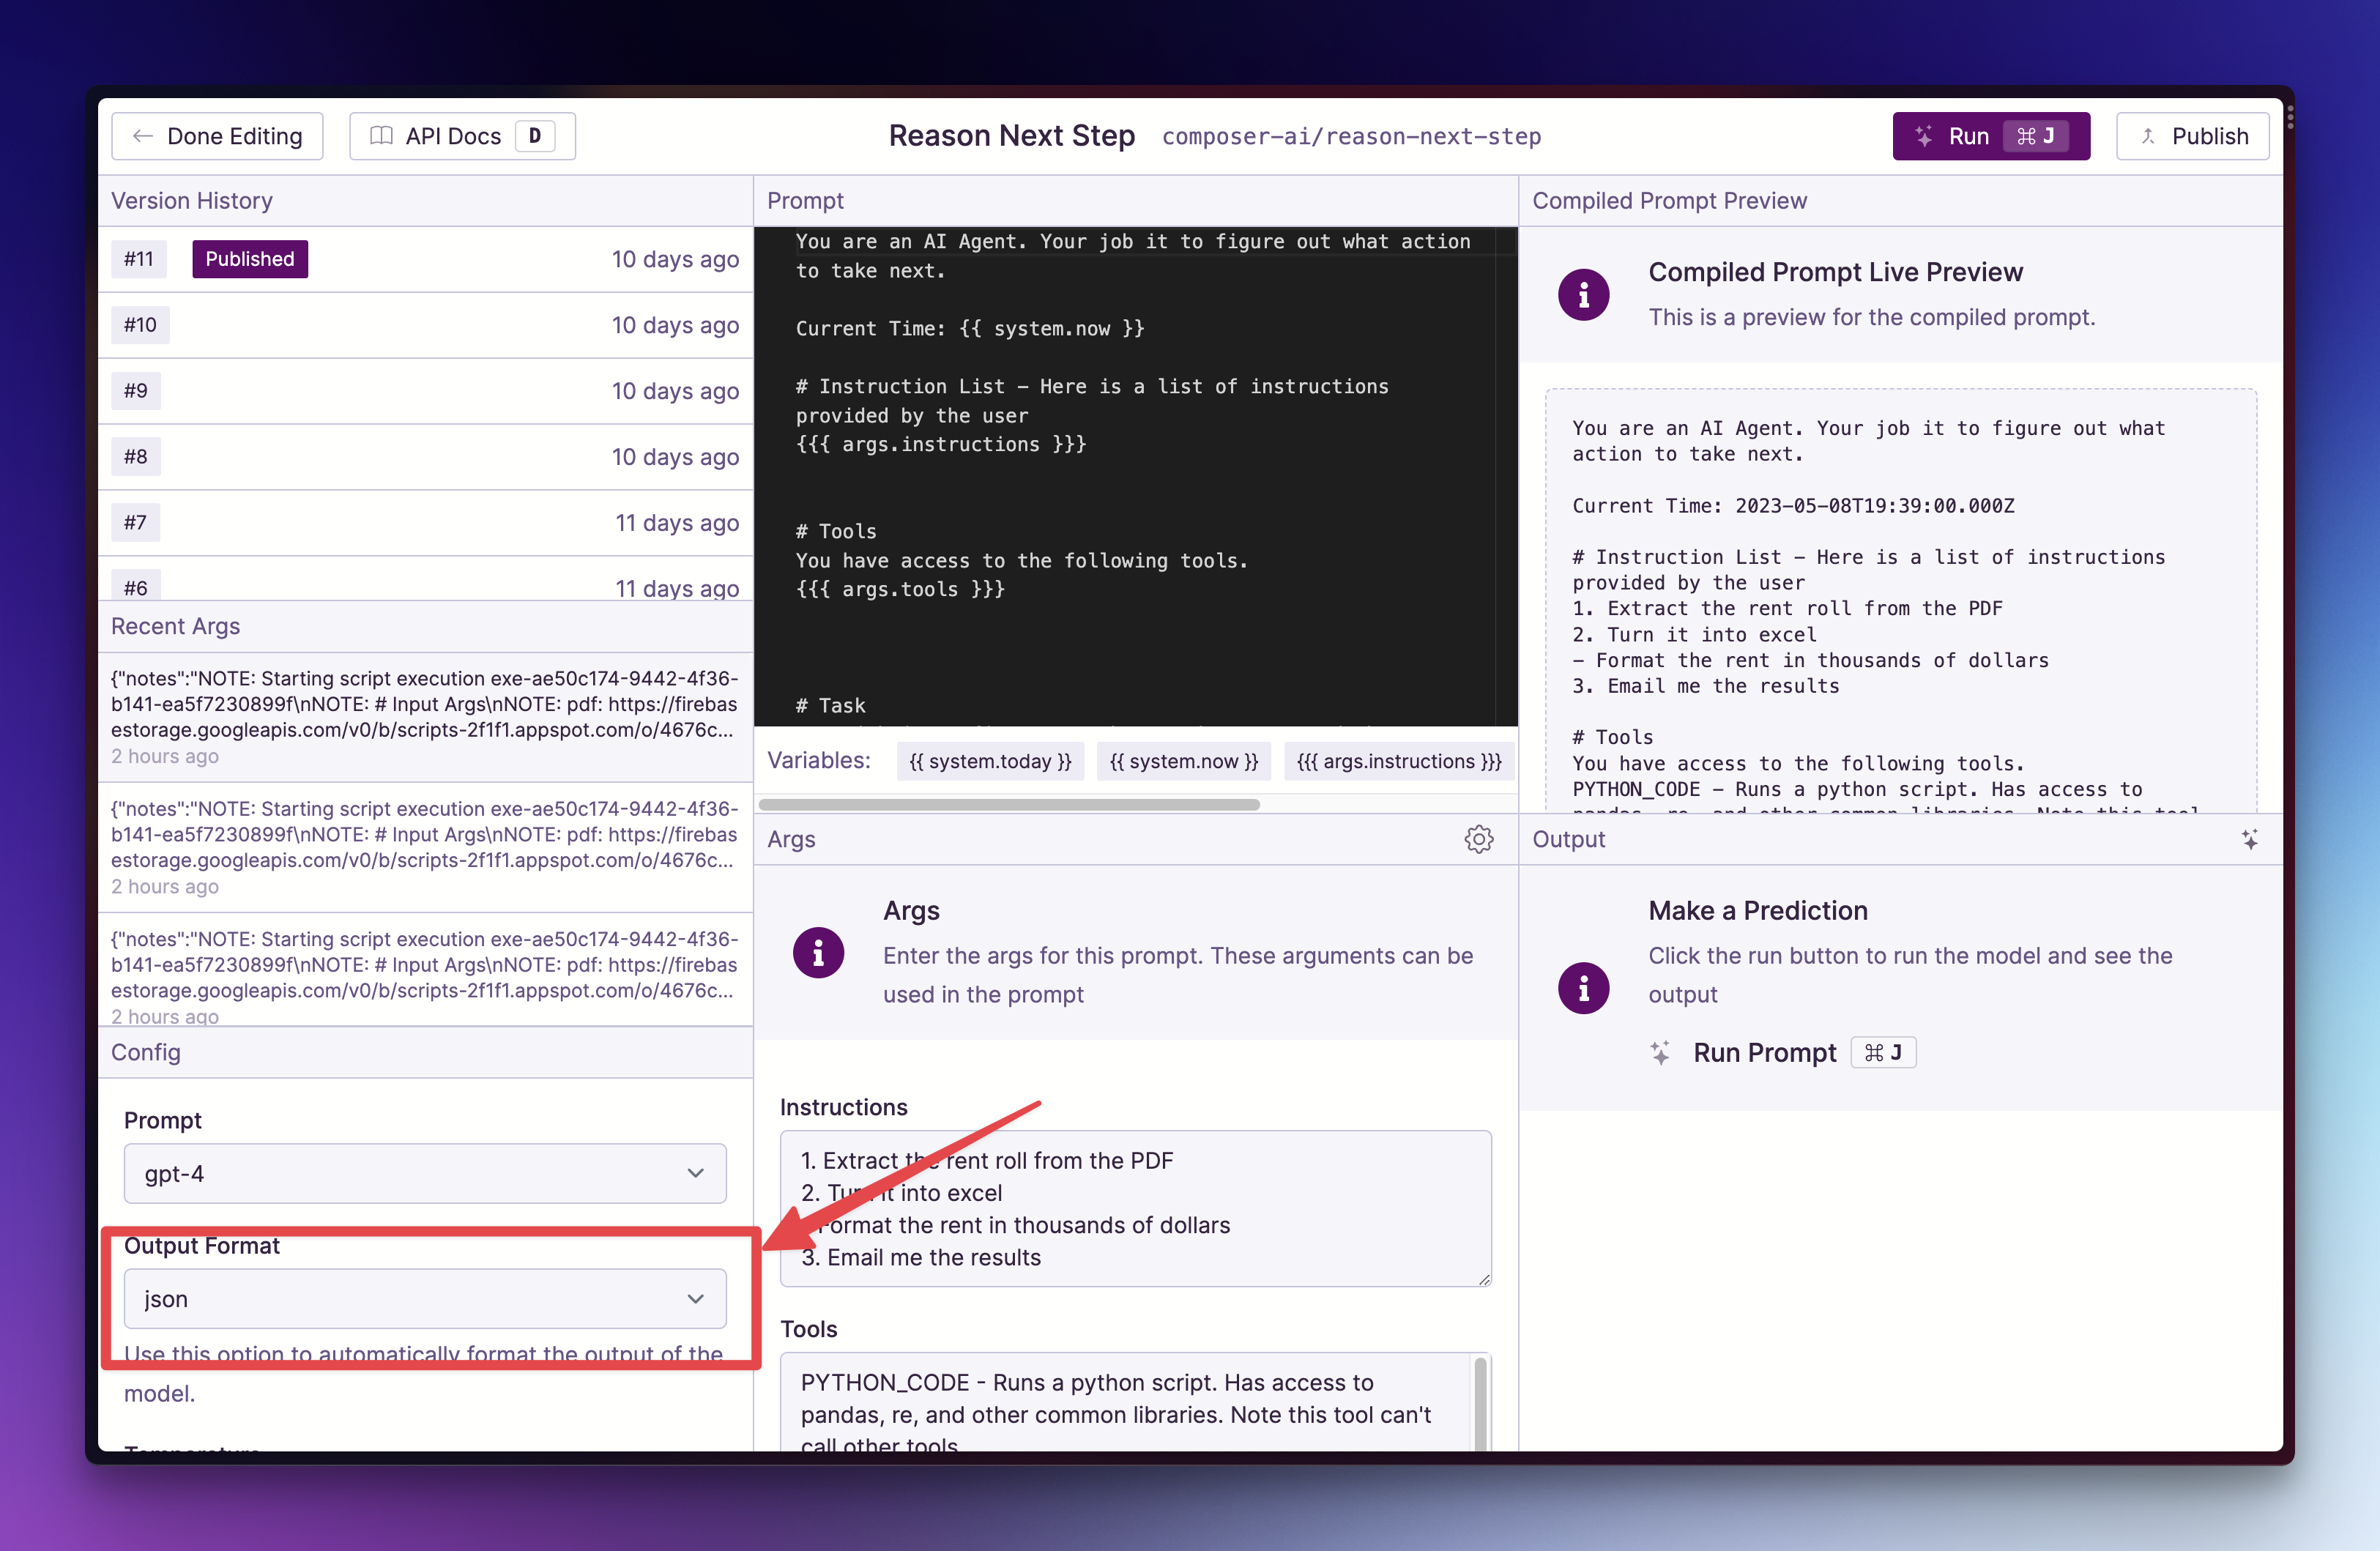 Done Editing
API Docs D
Reason Next Step composer-ai/reason-next-step
Run ⌘ J
Publish
Version History
#11 Published 10 days ago
#10 10 days ago
#9 10 days ago
#8 10 days ago
#7 11 days ago
#6 11 days ago
Recent Args
{"notes":"NOTE: Starting script execution exe-ae50c174-9442-4f36-
b141-ea5f7230899f\nNOTE: # Input Args\nNOTE: pdf: https://firebas
estorage.googleapis.com/v0/b/scripts-2f1f1.appspot.com/o/4676c...
2 hours ago
{"notes":"NOTE: Starting script execution exe-ae50c174-9442-4f36-
b141-ea5f7230899f\nNOTE: # Input Args\nNOTE: pdf: https://firebas
estorage.googleapis.com/v0/b/scripts-2f1f1.appspot.com/o/4676c...
2 hours ago
{"notes":"NOTE: Starting script execution exe-ae50c174-9442-4f36-
b141-ea5f7230899f\nNOTE: # Input Args\nNOTE: pdf: https://firebas
estorage.googleapis.com/v0/b/scripts-2f1f1.appspot.com/o/4676c...
2 hours ago
Config
Prompt
gpt-4
Output Format
json
Use this option to automatically format the output of the
model.
Temperature
Prompt
You are an AI Agent. Your job it to figure out what action
to take next.
Current Time: {{ system.now }}
# Instruction List – Here is a list of instructions
provided by the user
{{{ args.instructions }}}
# Tools
You have access to the following tools.
{{{ args.tools }}}
# Task
Variables: {{ system.today }} {{ system.now }} {{{ args.instructions }}}
Args
Args
Enter the args for this prompt. These arguments can be
used in the prompt
Instructions
1. Extract the rent roll from the PDF
2. Turn it into excel
Format the rent in thousands of dollars
3. Email me the results
Tools
PYTHON_CODE - Runs a python script. Has access to
pandas, re, and other common libraries. Note this tool can't
call other tools
Compiled Prompt Preview
Compiled Prompt Live Preview
This is a preview for the compiled prompt.
You are an AI Agent. Your job it to figure out what
action to take next.
Current Time: 2023-05-08T19:39:00.000Z
# Instruction List – Here is a list of instructions
provided by the user
1. Extract the rent roll from the PDF
2. Turn it into excel
– Format the rent in thousands of dollars
3. Email me the results
# Tools
You have access to the following tools.
PYTHON_CODE – Runs a python script. Has access to
pandas, re, and other common libraries. Note this tool
Output
Make a Prediction
Click the run button to run the model and see the
output
Run Prompt ⌘ J